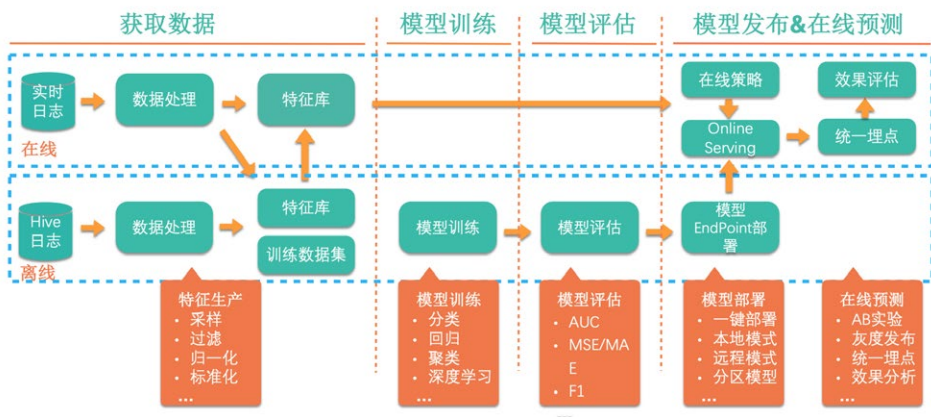 获取数据
模型训练
模型评估
模型发布&在线预测
实时
日志
数据处理
特征库
在线策略
效果评估
Online
Serving
统一埋点
在线
Hive
日志
数据处理
特征库
训练数据集
模型训练
模型评估
模型
EndPoint部
署
离线
特征生产
• 采样
• 过滤
• 归一化
• 标准化
...
模型训练
• 分类
• 回归
• 聚类
• 深度学习
...
模型评估
• AUC
• MSE/MA
E
• F1
模型部署
• 一键部署
• 本地模式
• 远程模式
• 分区模型
...
在线预测
• AB实验
• 灰度发布
• 统一埋点
• 效果分析
...